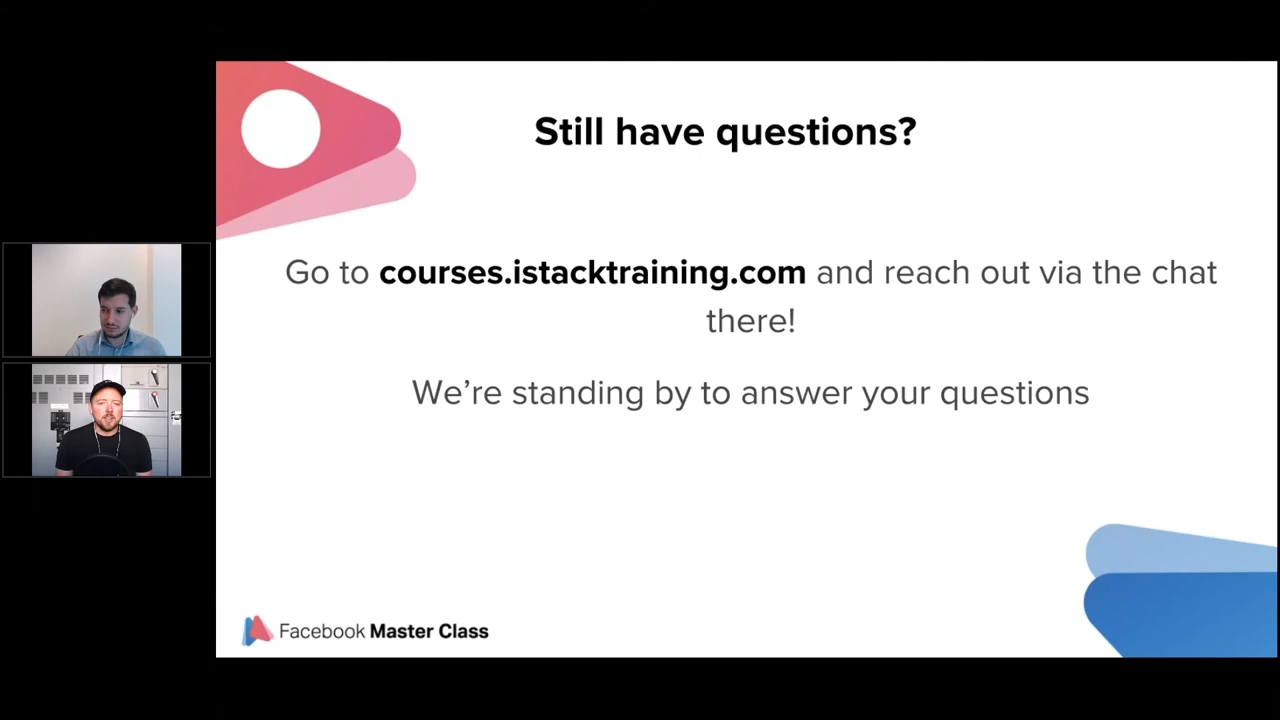 Still have questions?
Go to courses.istacktraining.com and reach out via the chat
there!
We’re standing by to answer your questions
Facebook Master Class